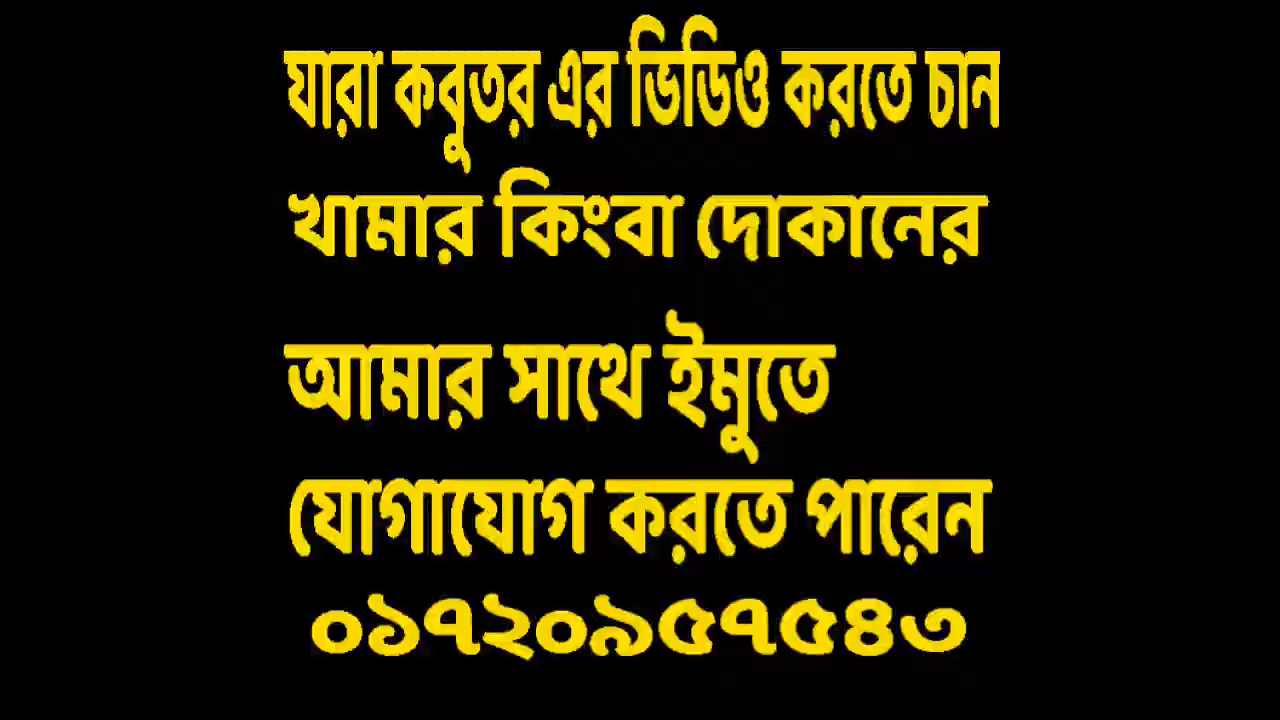 যারা কবুতর এর ভিডিও করতে চান
খামার কিংবা দোকানের
আমার সাথে ইমুতে
যোগাযোগ করতে পারেন
০১৭২০৯৫৭৫৪৩